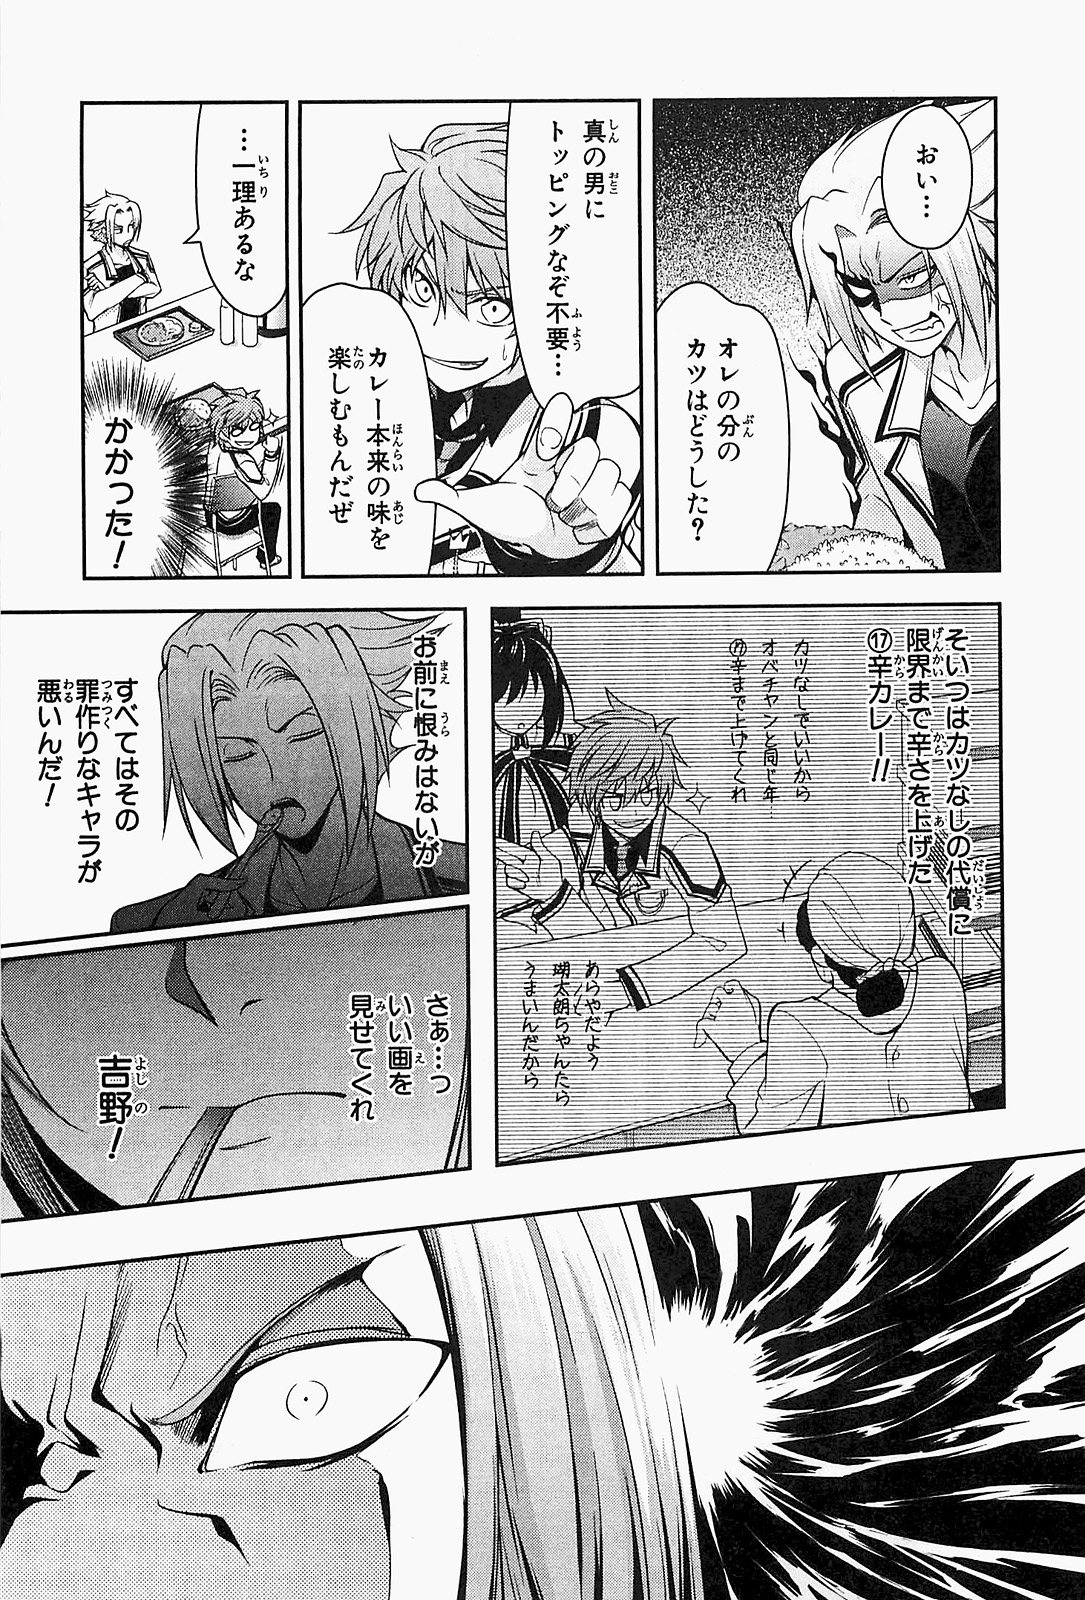 おい…
オレの分の
カツはどうした?
真の男に
トッピングなぞ不要…
カレー本来の味を
楽しむもんだぜ
…一理あるな
かかった!
そいつはカツなしの代償に
限界まで辛さを上げた
⑰辛カレー!!
カツなしでいいから
オバチャンと同じ年…
⑰辛まで上げてくれ
あらやだよう
瑚太朗ちゃんたら
うまいんだから
お前に恨みはないが
すべてはその
罪作りなキャラが
悪いんだ!
さぁ…っ
いい画を
見せてくれ
吉野!